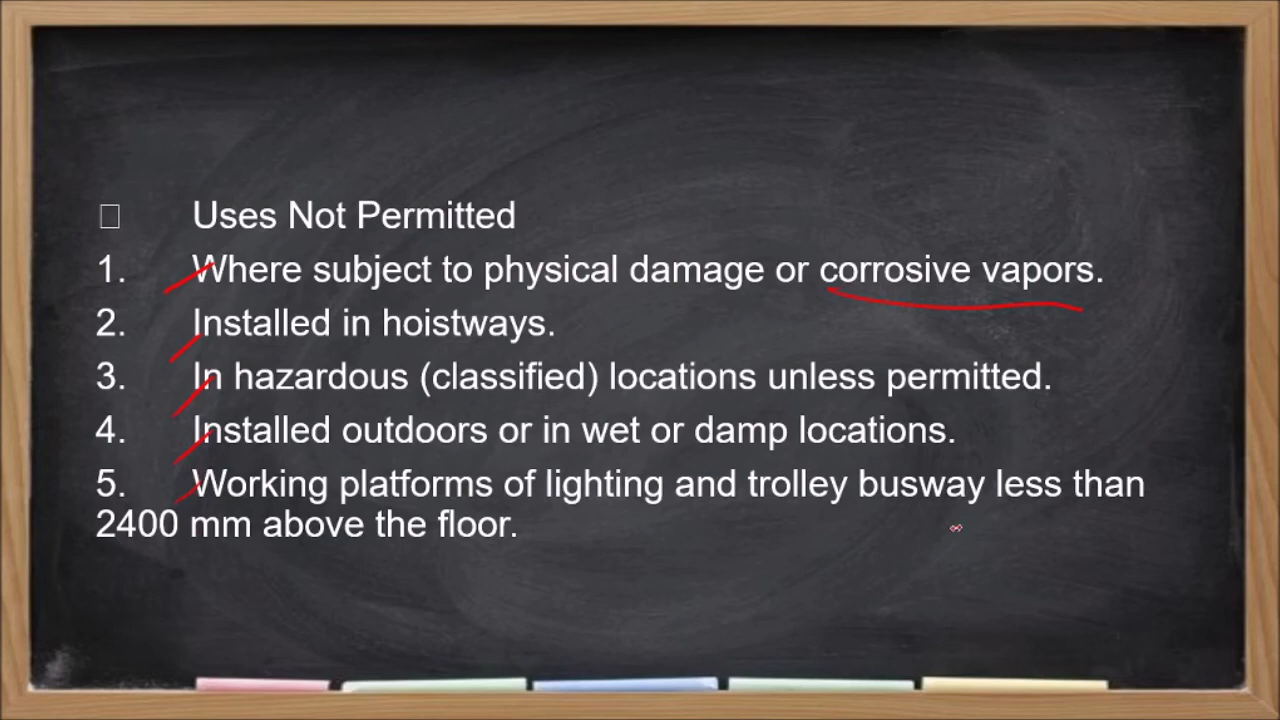 Uses Not Permitted
1. Where subject to physical damage or corrosive vapors.
2. Installed in hoistways.
3. In hazardous (classified) locations unless permitted.
4. Installed outdoors or in wet or damp locations.
5. Working platforms of lighting and trolley busway less than
2400 mm above the floor.